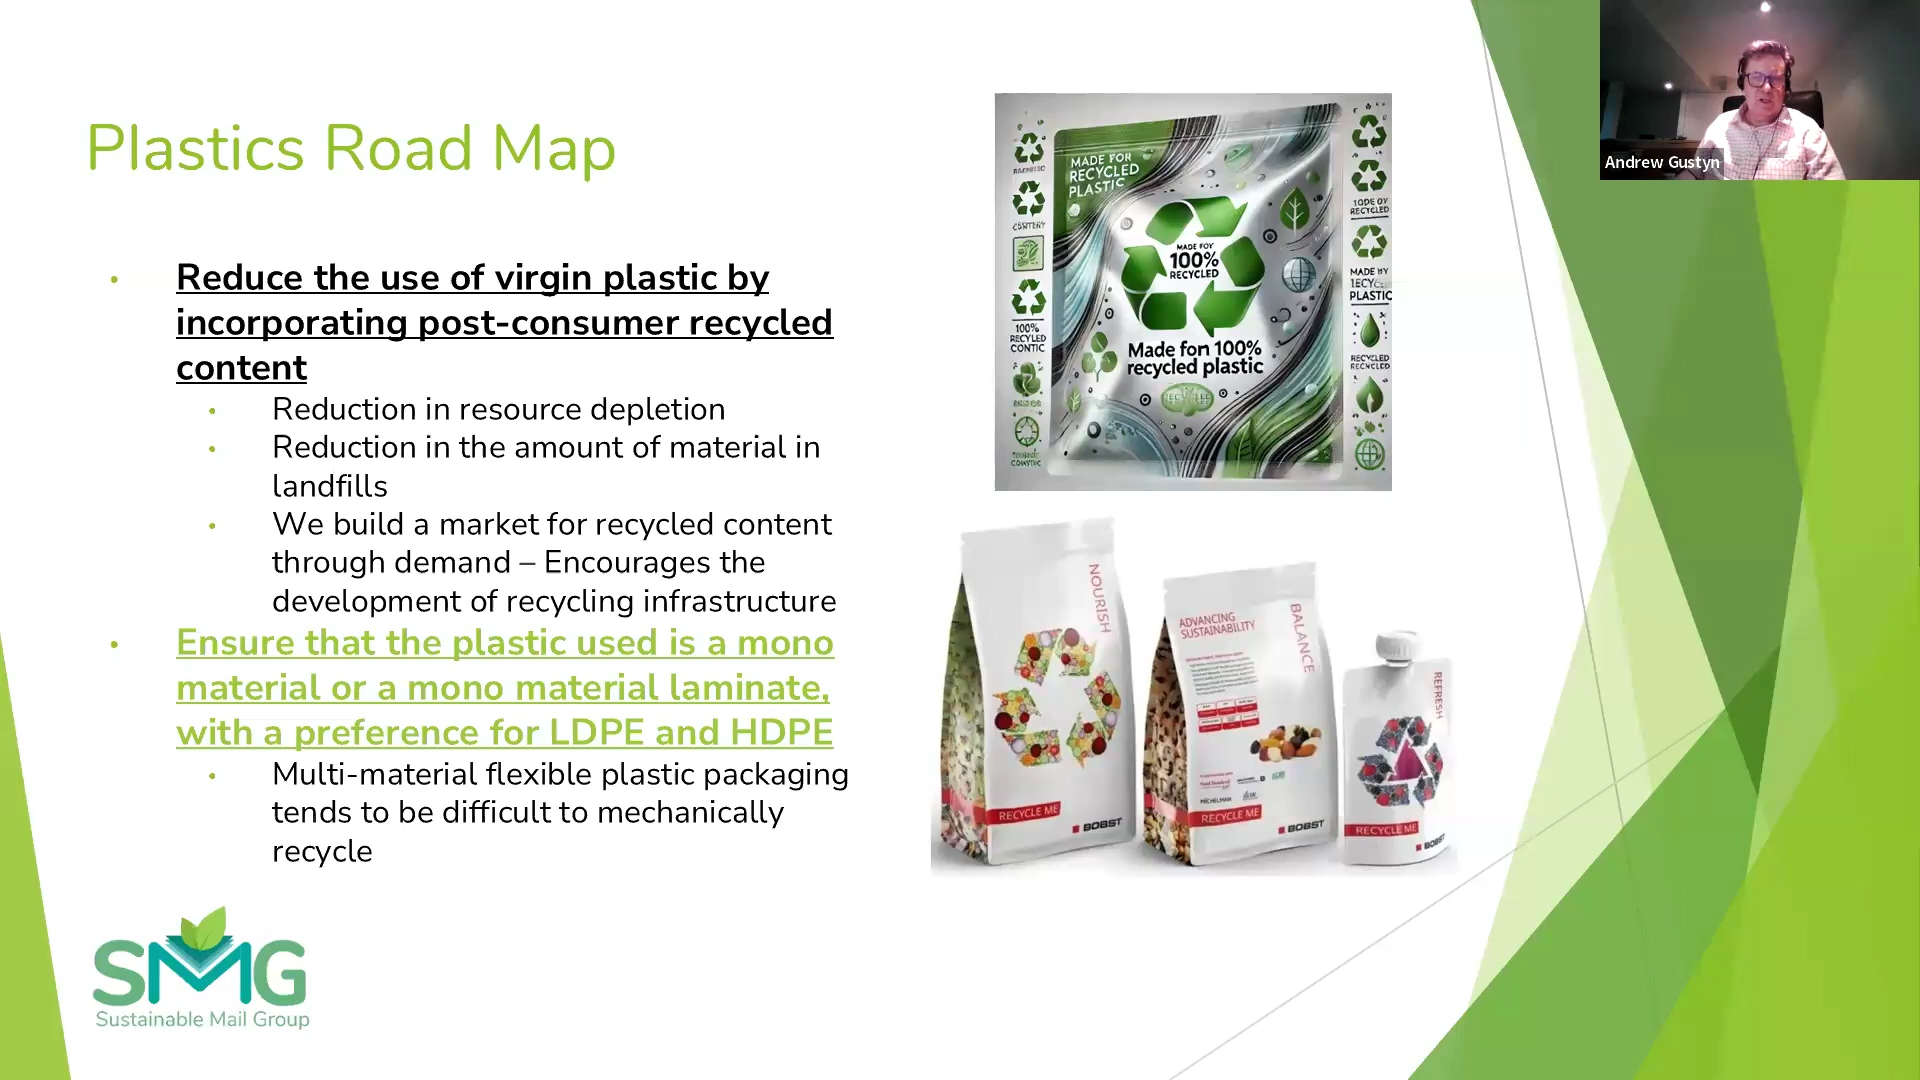 Plastics Road Map
Reduce the use of virgin plastic by
incorporating post-consumer recycled
content
Reduction in resource depletion
Reduction in the amount of material in
landfills
We build a market for recycled content
through demand – Encourages the
development of recycling infrastructure
Ensure that the plastic used is a mono
material or a mono material laminate,
with a preference for LDPE and HDPE
Multi-material flexible plastic packaging
tends to be difficult to mechanically
recycle
SMG
Sustainable Mail Group
MADE FOR
RECYCLED
PLASTIC
MADE FOY
100%
RECYCLED
Made fon 100%
recycled plastic
100%
RECYLED
CONTIC
RECYCLED
PLASTIC
RECYCLED
NOURISH
RECYCLE ME
BOBST
ADVANCING
SUSTAINABILITY
BALANCE
MICHELMAN
RECYCLE ME
BOBST
REFRESH
RECYCLE ME
BOBST
Andrew Gustyn